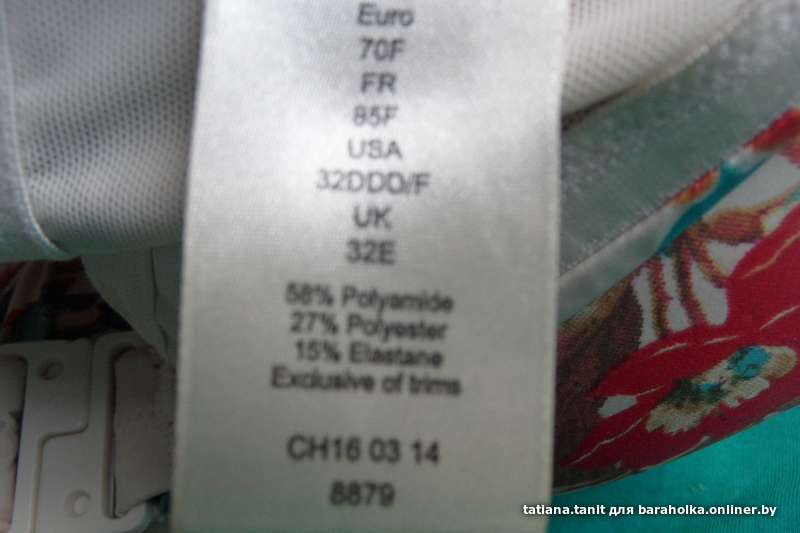 Euro
70F
FR
85F
USA
32DDD/F
UK
32E
58% Polyamide
27% Polyester
15% Elastane
Exclusive of trims
CH16 03 14
8879
tatiana.tanit для baraholka.onliner.by